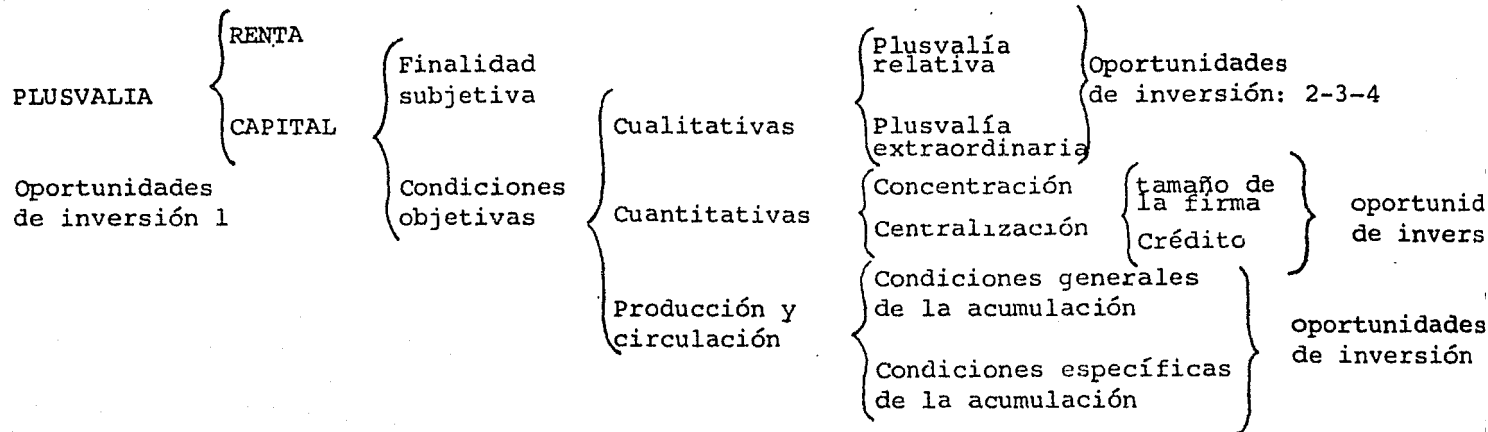 PLUSVALIA
Oportunidades
de inversión 1
RENTA
CAPITAL
Finalidad
subjetiva
Condiciones
objetivas
Cualitativas
Cuantitativas
Producción y
circulación
Plusvalía
relativa
Plusvalía
extraordinaria
Oportunidades
de inversión: 2-3-4
Concentración
Centralización
tamaño de
la firma
Crédito
oportunid
de invers
Condiciones generales
de la acumulación
Condiciones específicas
de la acumulación
oportunidades
de inversión